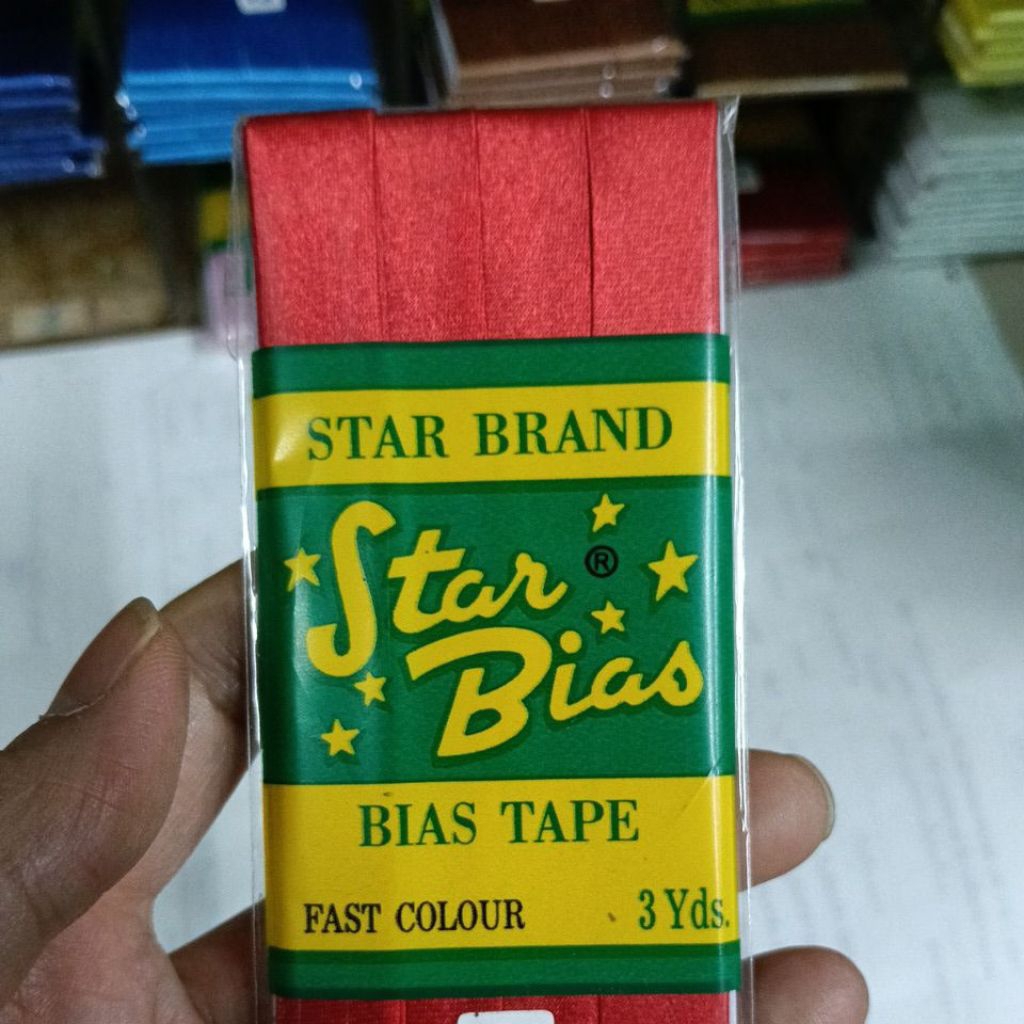 STAR BRAND
Star ®
Bias
BIAS TAPE
FAST COLOUR 3 Yds.